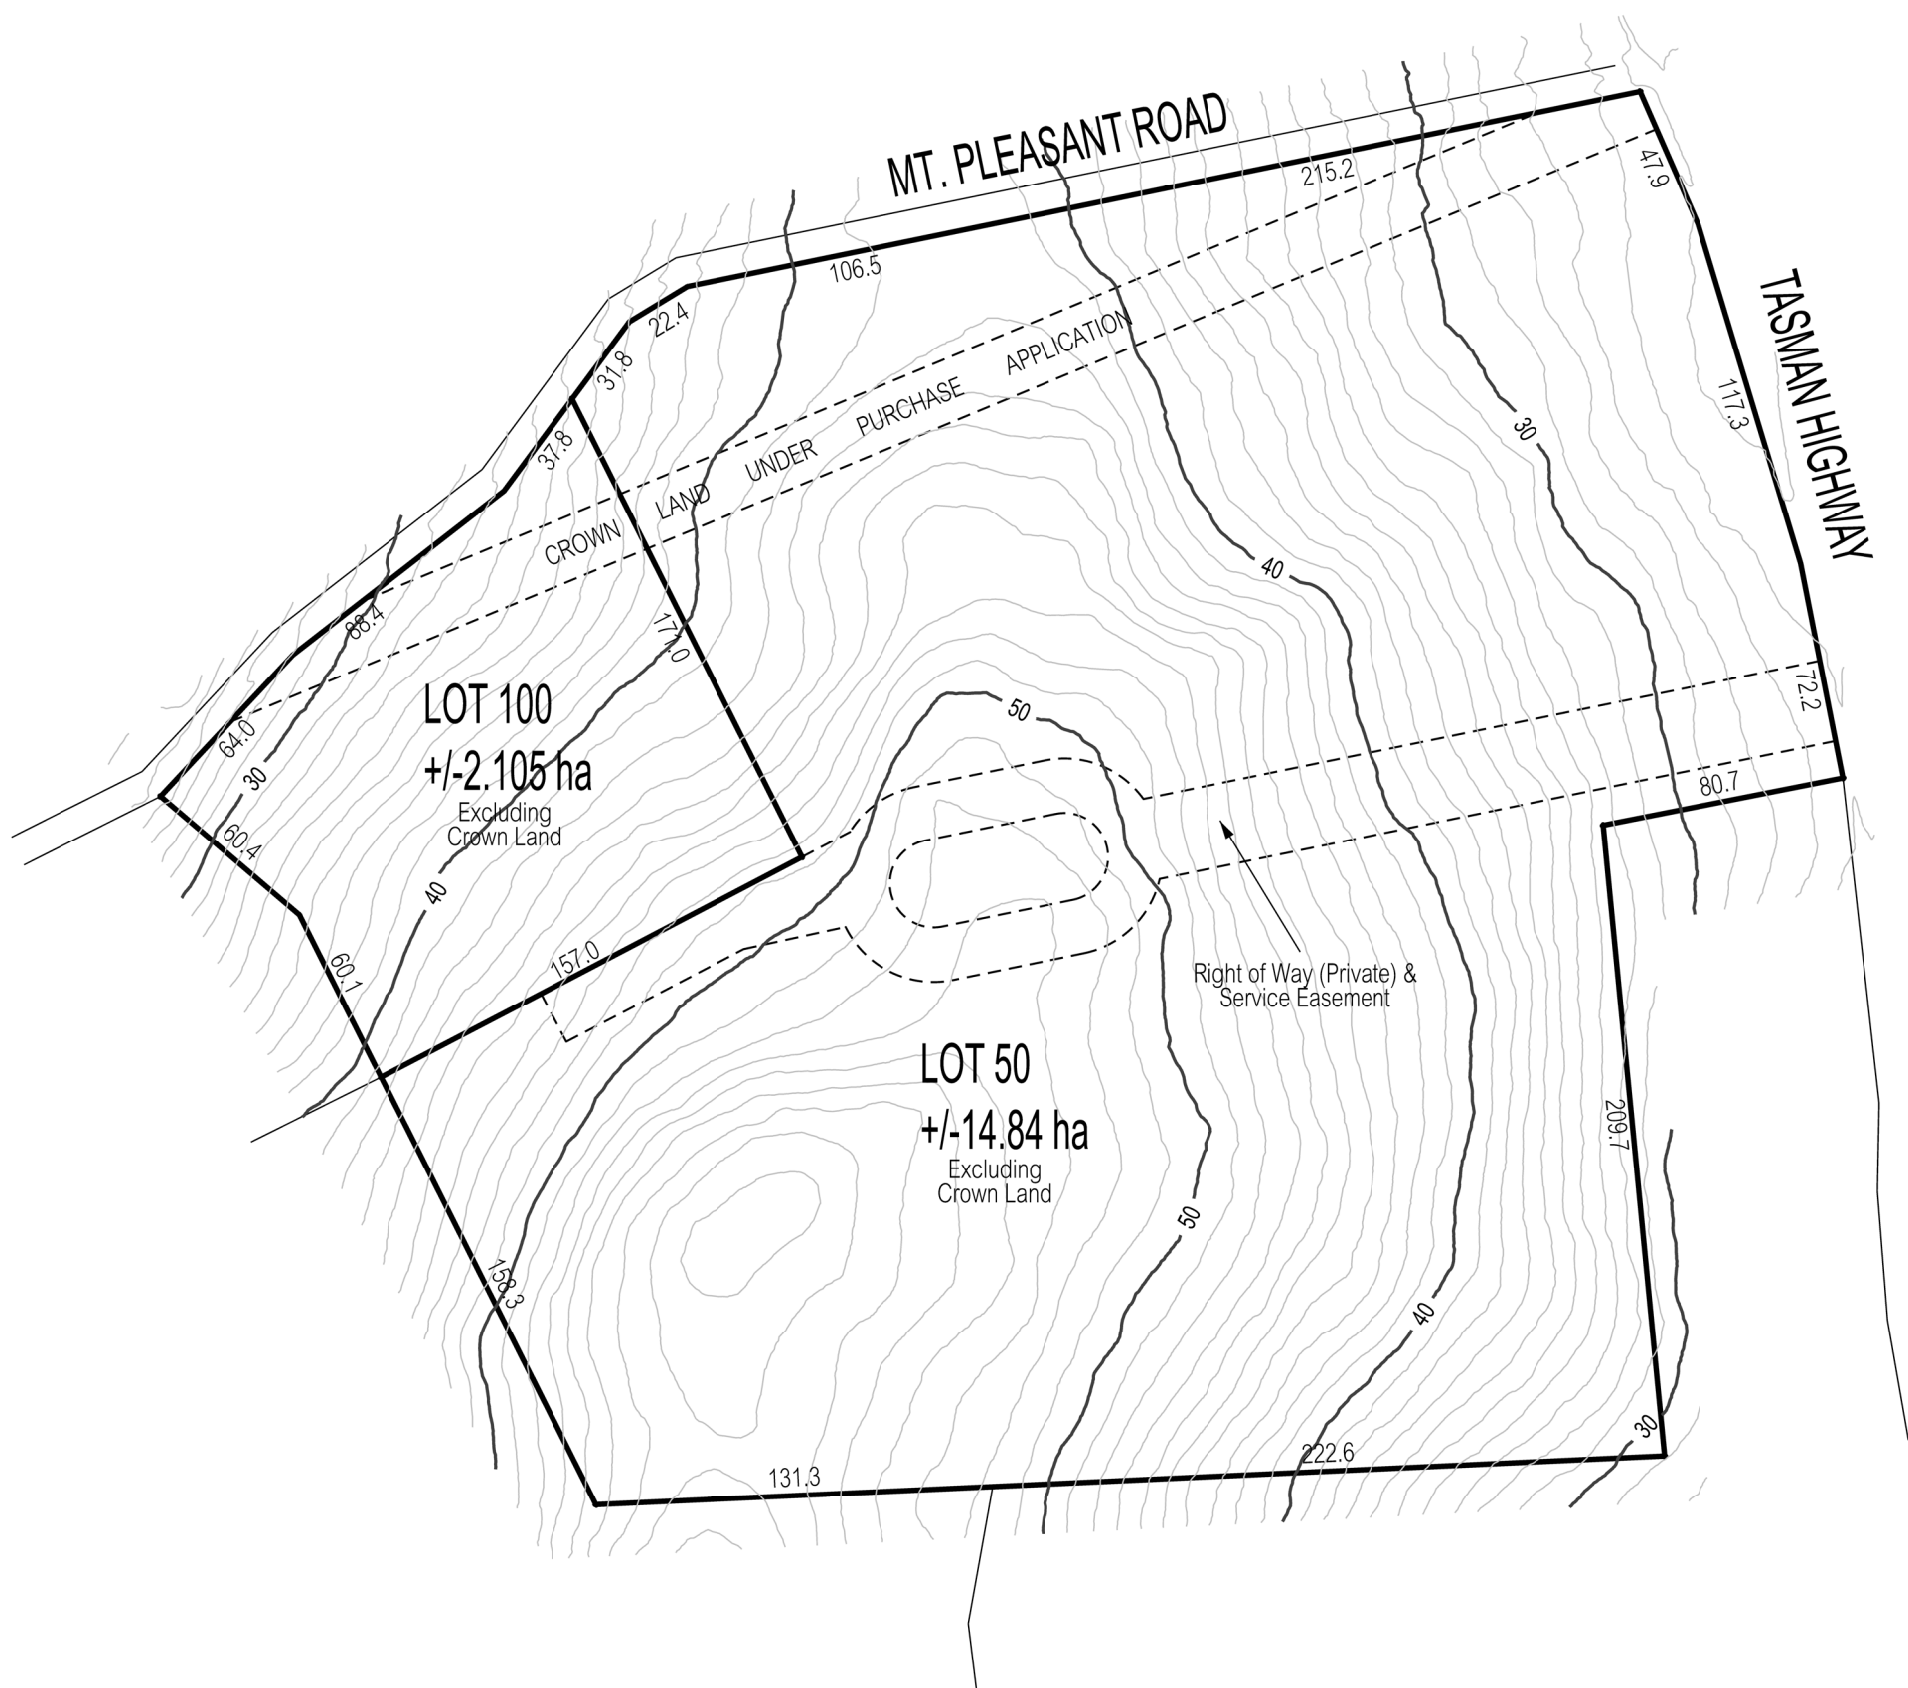 MT. PLEASANT ROAD
215.2
47.9
106.5
22.4
31.8
37.8
TASMAN HIGHWAY
117.3
CROWN LAND UNDER PURCHASE APPLICATION
30
40
88.4
171.0
64.0
30
LOT 100
+/-2.105 ha
Excluding
Crown Land
60.4
40
60.1
157.0
50
72.2
80.7
Right of Way (Private) &
Service Easement
LOT 50
+/-14.84 ha
Excluding
Crown Land
209.7
50
158.3
40
30
131.3
222.6